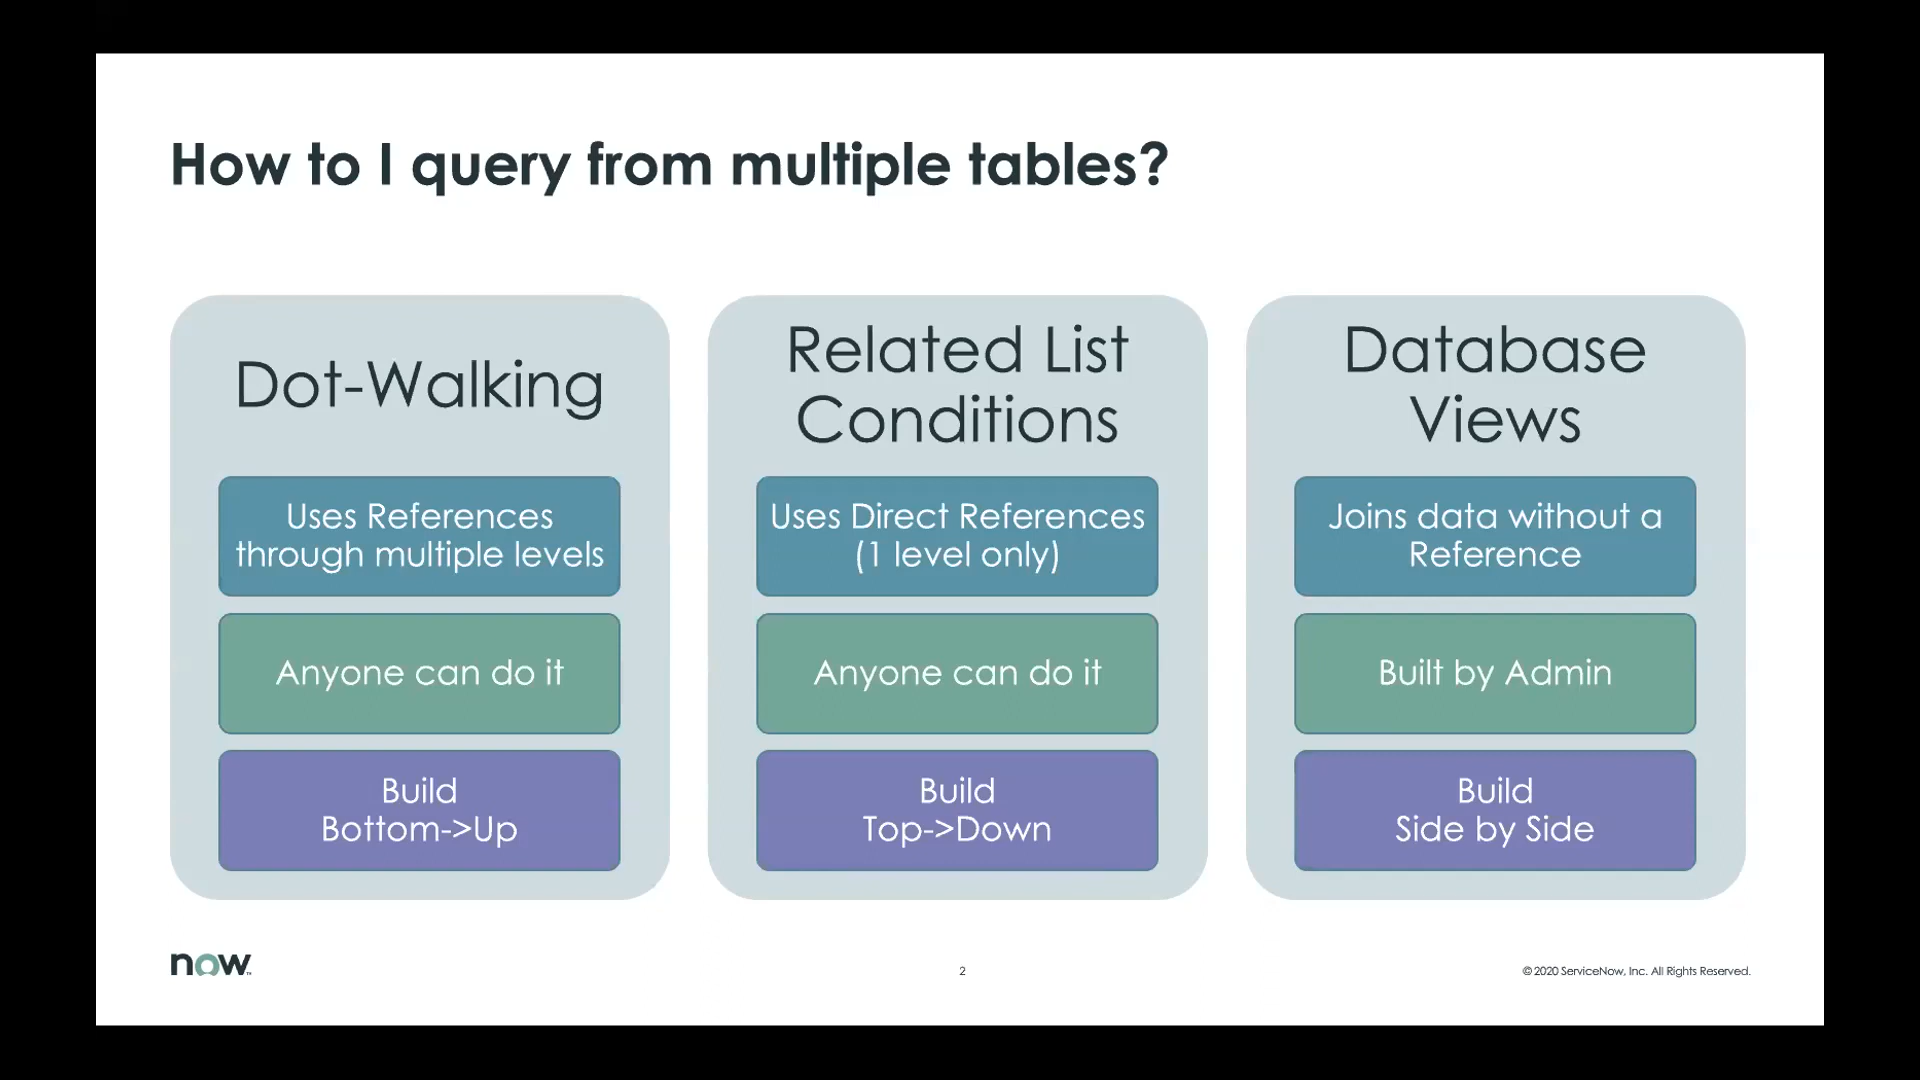 How to I query from multiple tables?
Dot-Walking
Uses References
through multiple levels
Anyone can do it
Build
Bottom->Up
Related List
Conditions
Uses Direct References
(1 level only)
Anyone can do it
Build
Top->Down
Database
Views
Joins data without a
Reference
Built by Admin
Build
Side by Side
now
2
© 2020 ServiceNow, Inc. All Rights Reserved.